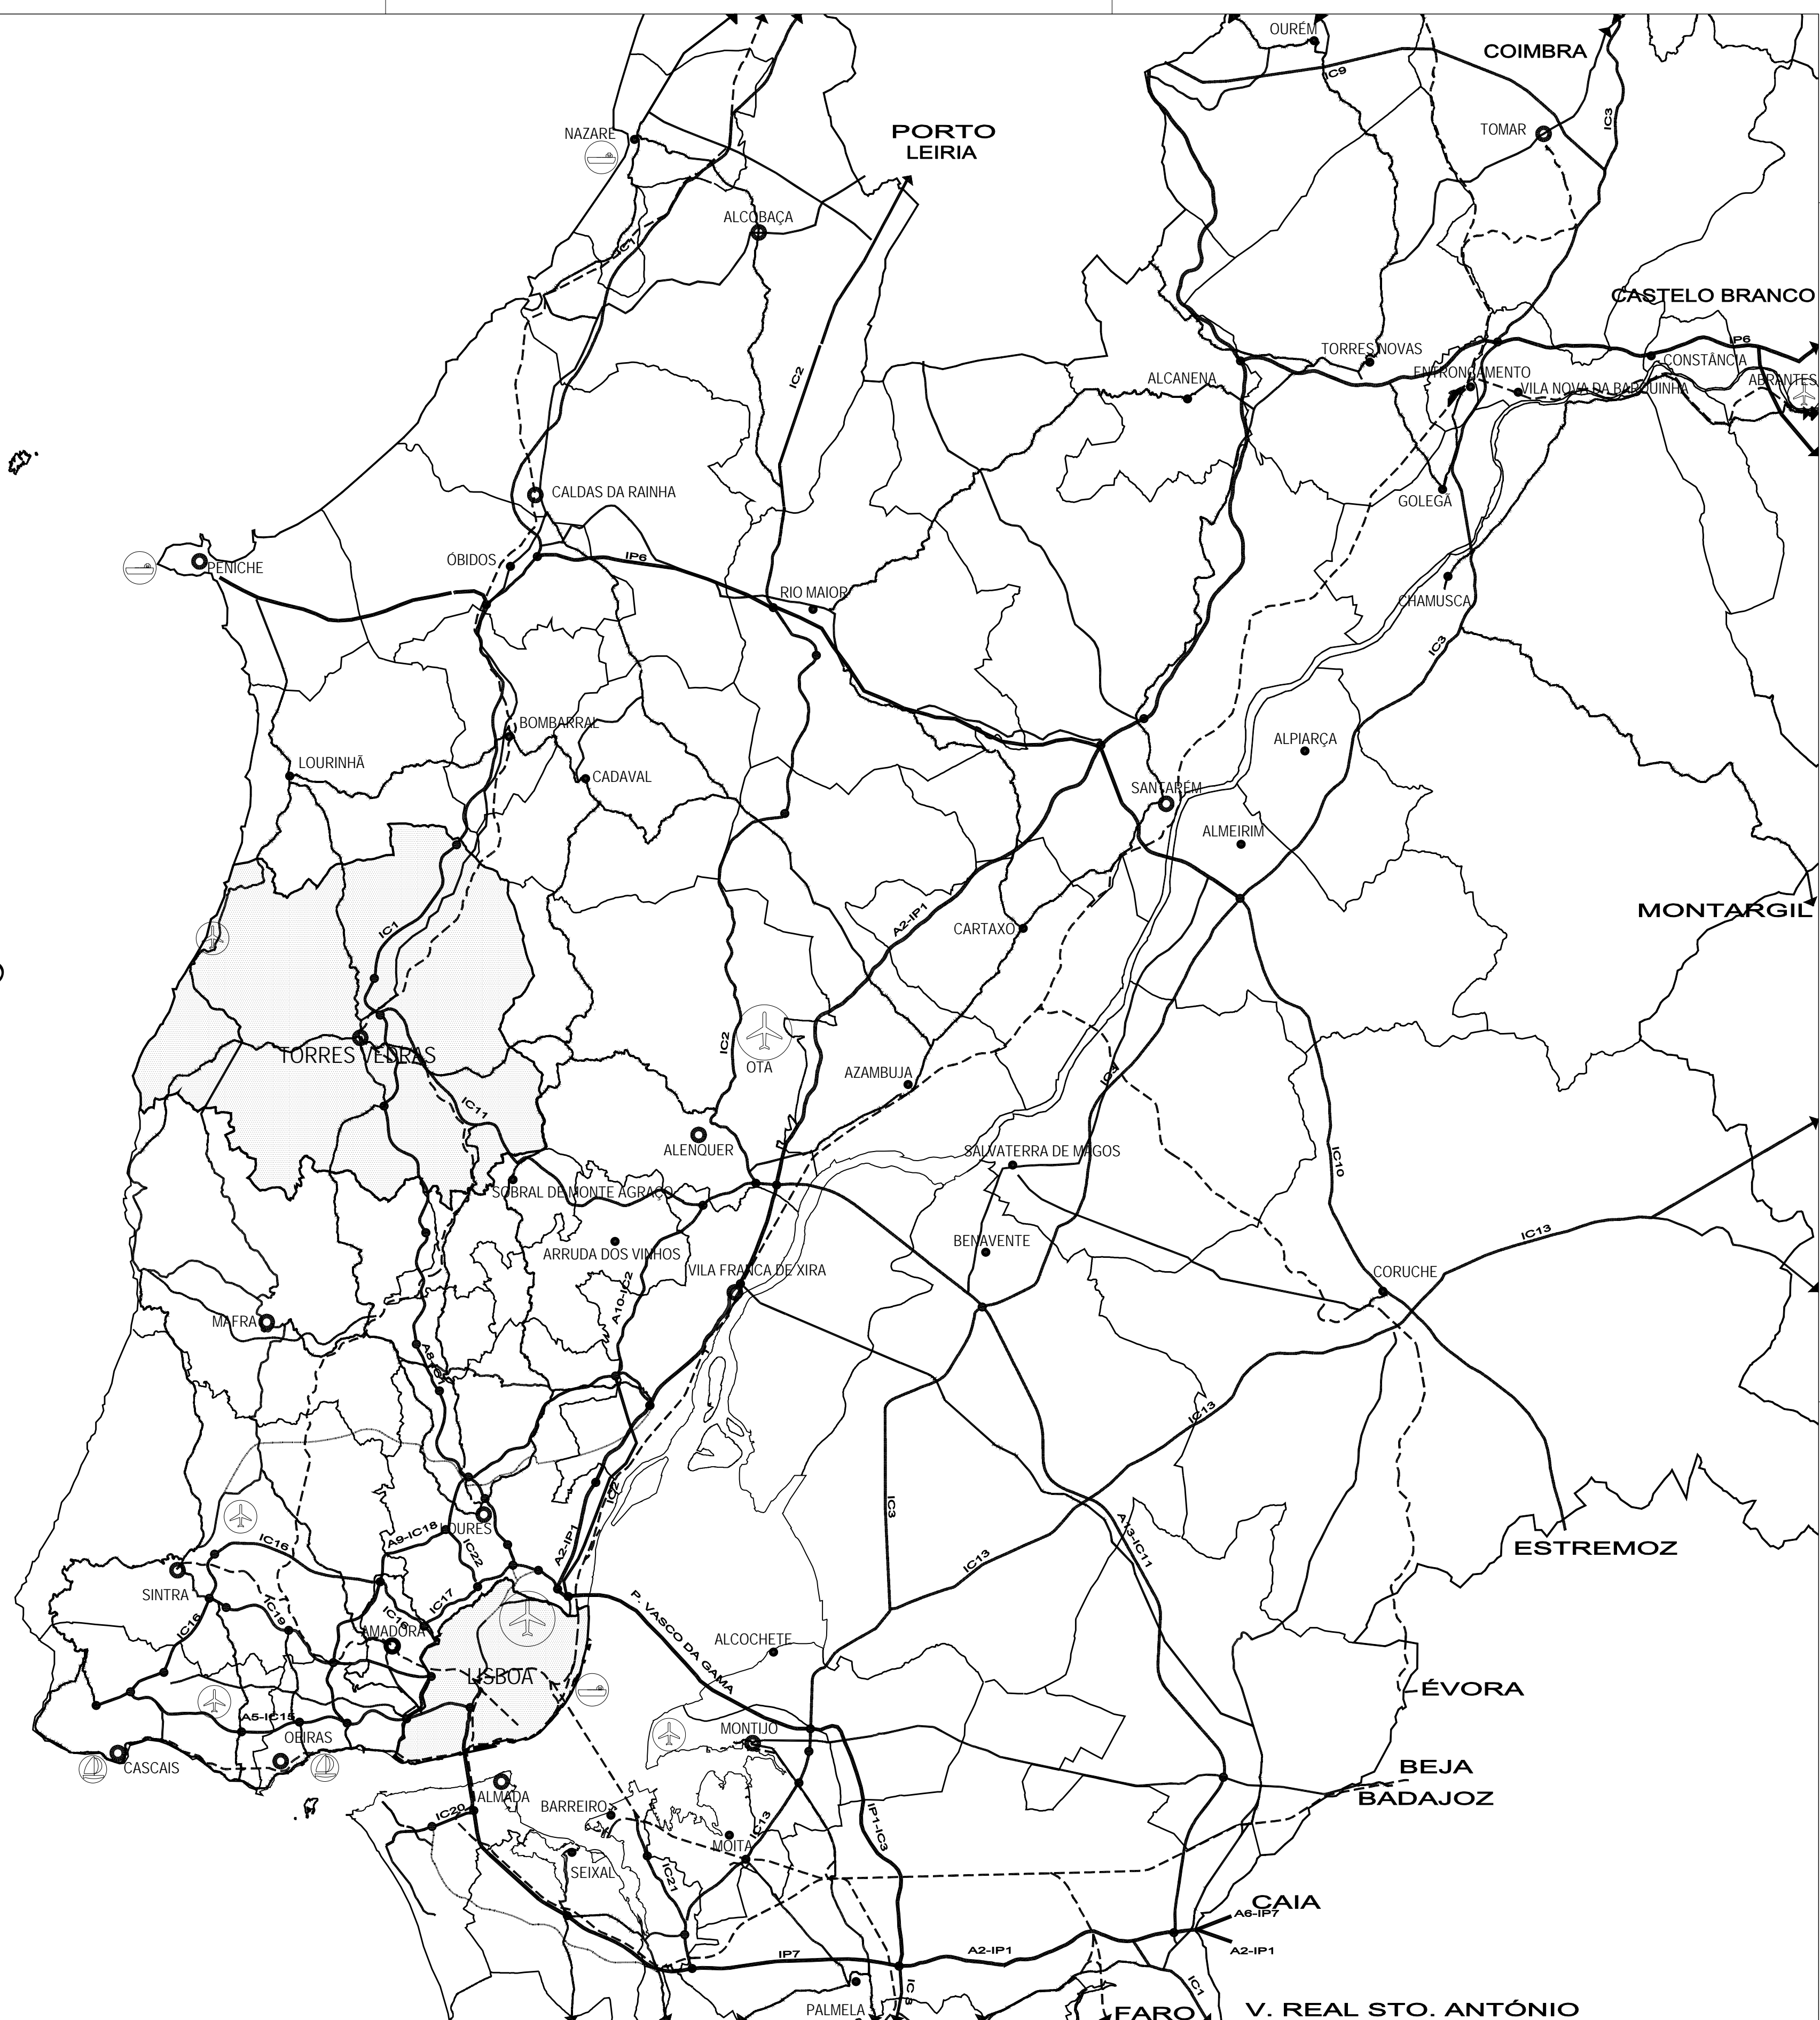 OURÉM
COIMBRA
IC9
IC3
NAZARÉ
PORTO
LEIRIA
TOMAR
ALCOBAÇA
CASTELO BRANCO
IC2
TORRES NOVAS
IP6
CONSTÂNCIA
ALCANENA
ENTRONCAMENTO
ABRANTES
VILA NOVA DA BARQUINHA
CALDAS DA RAINHA
GOLEGÃ
ÓBIDOS
IP6
PENICHE
RIO MAIOR
CHAMUSCA
IC3
BOMBARRAL
ALPIARÇA
LOURINHÃ
CADAVAL
SANTARÉM
ALMEIRIM
MONTARGIL
A2-IP1
CARTAXO
IC1
IC2
OTA
TORRES VEDRAS
AZAMBUJA
IC11
ALENQUER
SALVATERRA DE MAGOS
IC10
SOBRAL DE MONTE AGRAÇO
IC13
ARRUDA DOS VINHOS
BENAVENTE
VILA FRANCA DE XIRA
CORUCHE
A10-IC2
MAFRA
IC13
IC2
IC3
LOURES
A9-IC18
A2-IP1
A13-IC11
IC16
IC22
ESTREMOZ
IC13
SINTRA
IC17
P. VASCO DA GAMA
IC19
IC16
AMADORA
ALCOCHETE
LISBOA
ÉVORA
A5-IC15
OEIRAS
MONTIJO
CASCAIS
BEJA
BADAJOZ
ALMADA
BARREIRO
IC20
IC13
IP1-IC3
MOITA
SEIXAL
IC21
CAIA
A6-IP7
IP7
A2-IP1
A2-IP1
IC1
PALMELA
FARO
V. REAL STO. ANTÓNIO